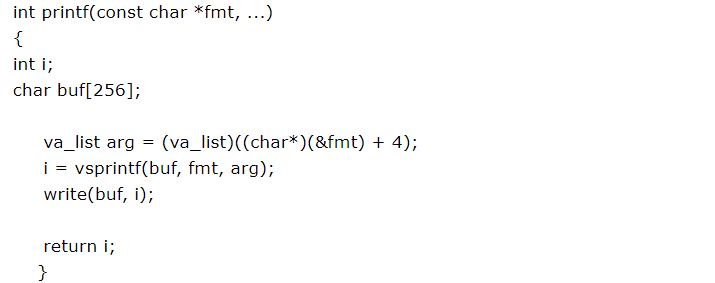 int printf(const char *fmt, ...)
{
int i;
char buf[256];
va_list arg = (va_list)((char*)(&fmt) + 4);
i = vsprintf(buf, fmt, arg);
write(buf, i);
return i;
}